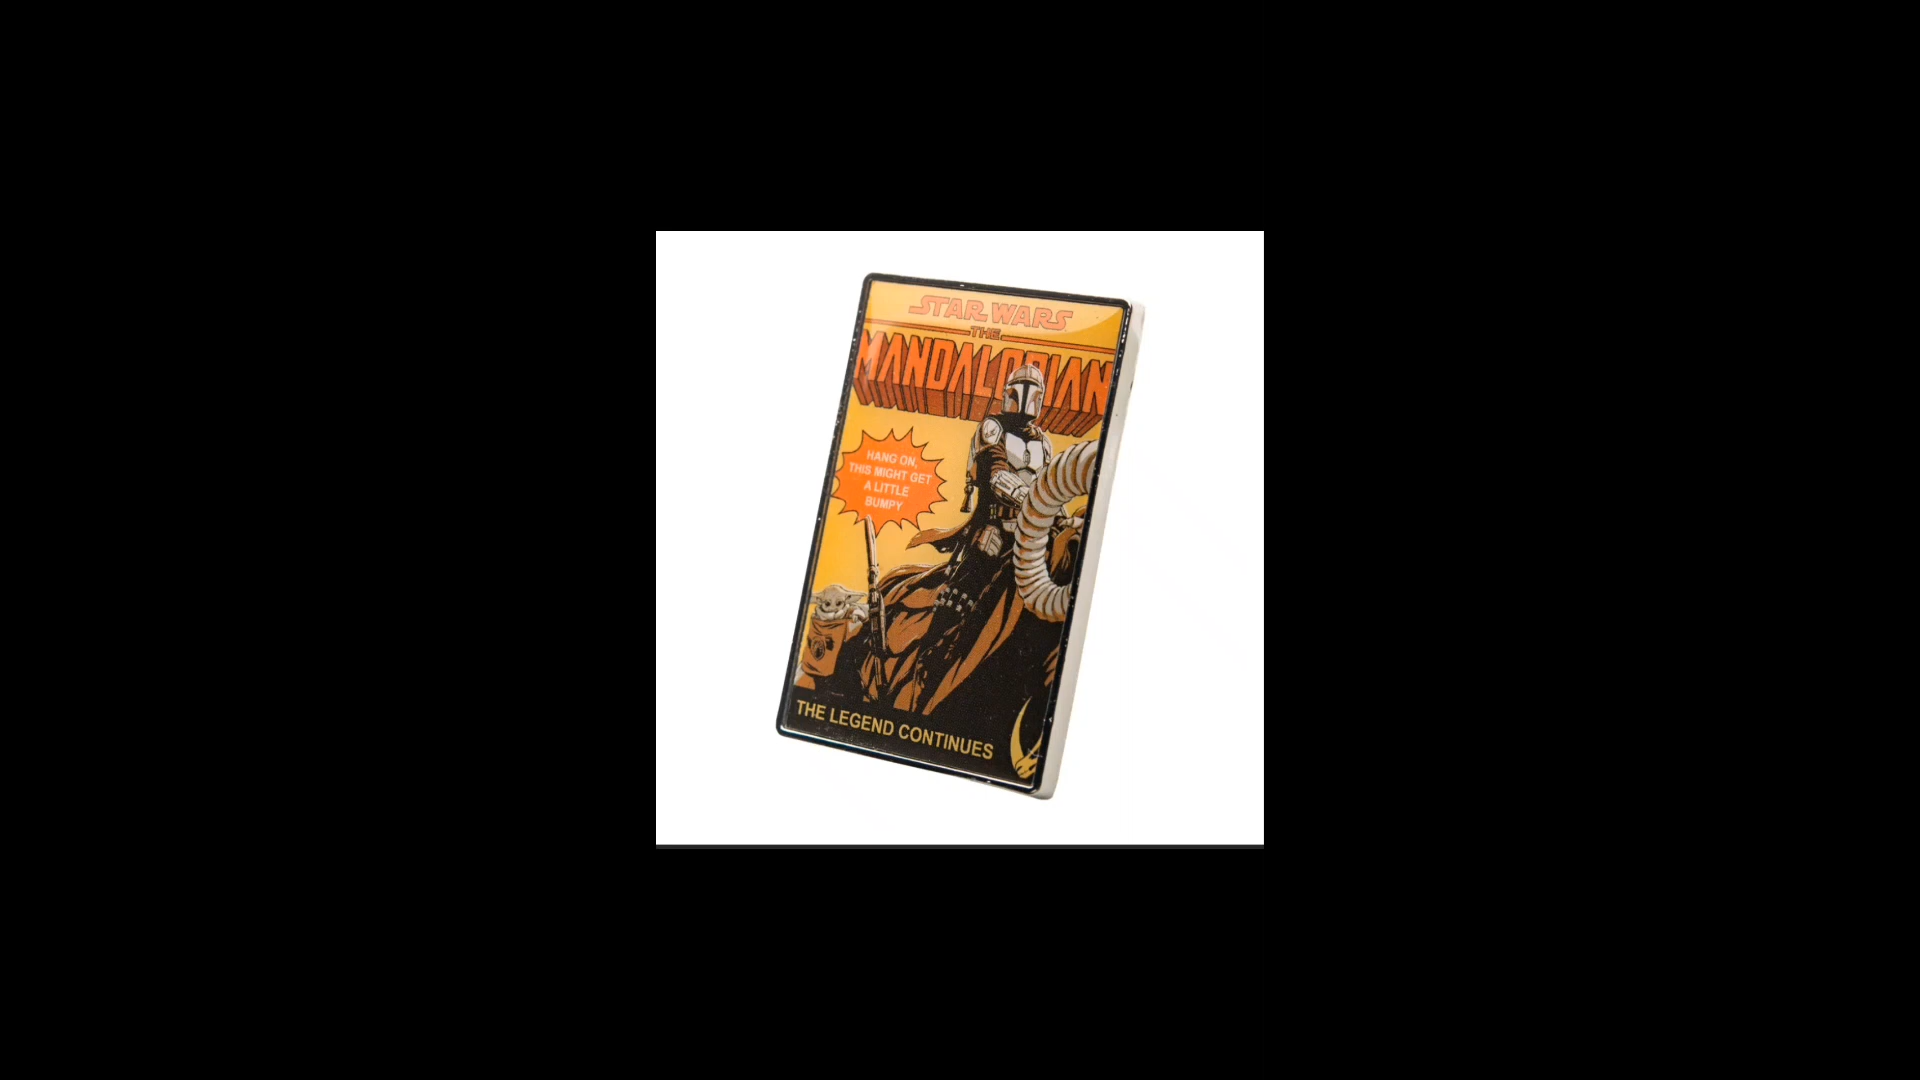 STAR WARS
THE
MANDALORIAN
HANG ON,
THIS MIGHT GET
A LITTLE
BUMPY
THE LEGEND CONTINUES